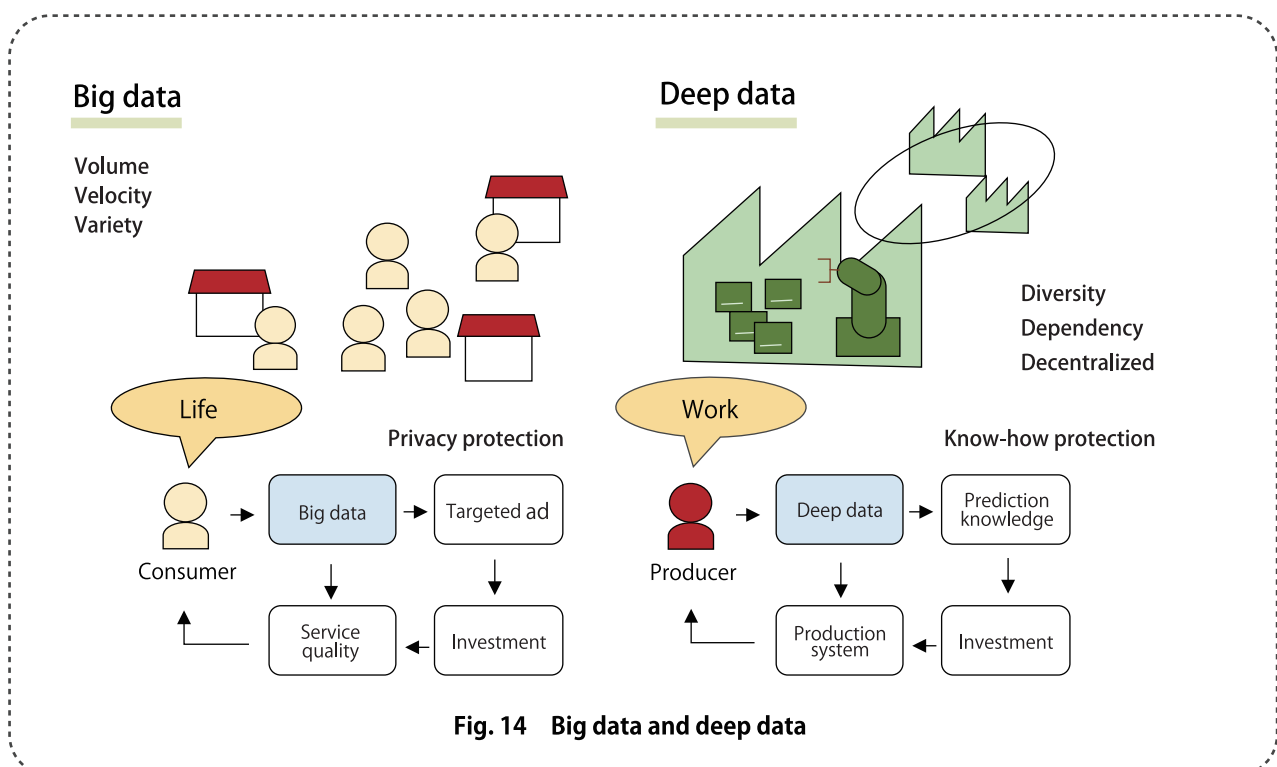 Big data
Volume
Velocity
Variety
Life
Privacy protection
Big data
Targeted ad
Consumer
Service
quality
Investment
Deep data
Diversity
Dependency
Decentralized
Work
Know-how protection
Deep data
Prediction
knowledge
Producer
Production
system
Investment
Fig. 14 Big data and deep data